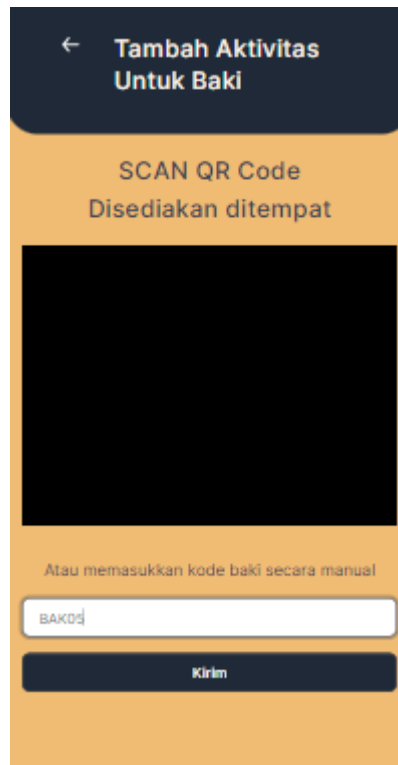 Tambah Aktivitas
Untuk Baki
SCAN QR Code
Disediakan ditempat
Atau memasukkan kode baki secara manual
BAK05
Kirim